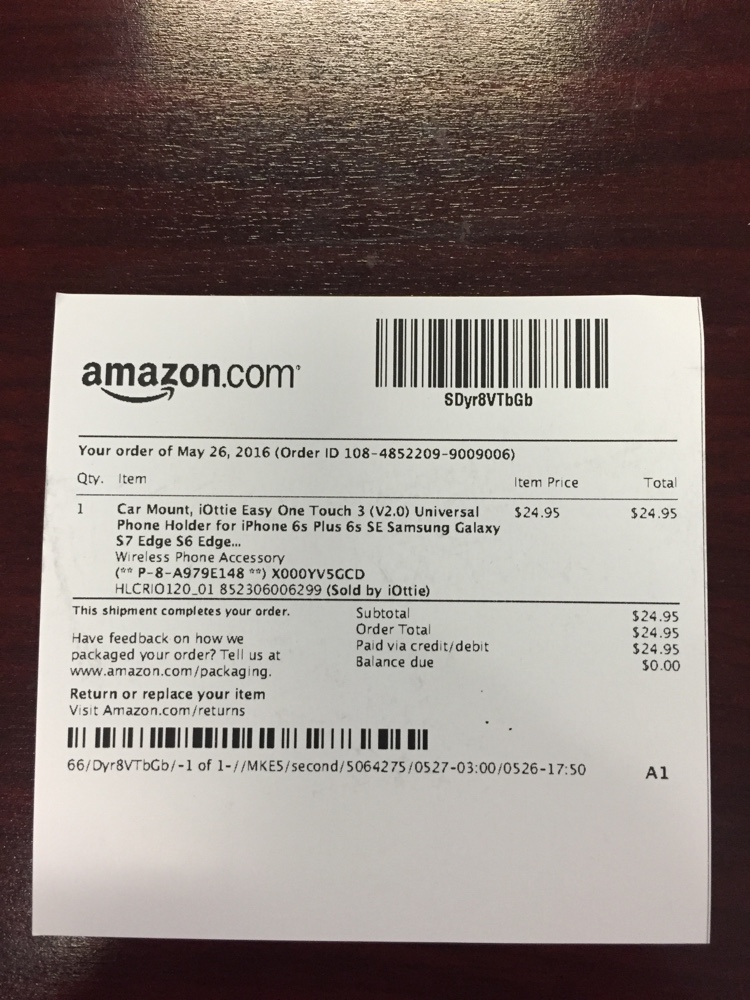 amazon.com
SDyr8VTbGb
Your order of May 26, 2016 (Order ID 108-4852209-9009006)
Qty. Item Item Price Total
1 Car Mount, iOttie Easy One Touch 3 (V2.0) Universal $24.95 $24.95
Phone Holder for iPhone 6s Plus 6s SE Samsung Galaxy
S7 Edge S6 Edge...
Wireless Phone Accessory
(** P-8-A979E148 **) X000YV5GCD
HLCRIO120_01 852306006299 (Sold by iOttie)
This shipment completes your order.
Have feedback on how we
packaged your order? Tell us at
www.amazon.com/packaging.
Return or replace your item
Visit Amazon.com/returns
Subtotal $24.95
Order Total $24.95
Paid via credit/debit $24.95
Balance due $0.00
66/Dyr8VTbGb/-1 of 1-//MKE5/second/5064275/0527-03:00/0526-17:50 A1